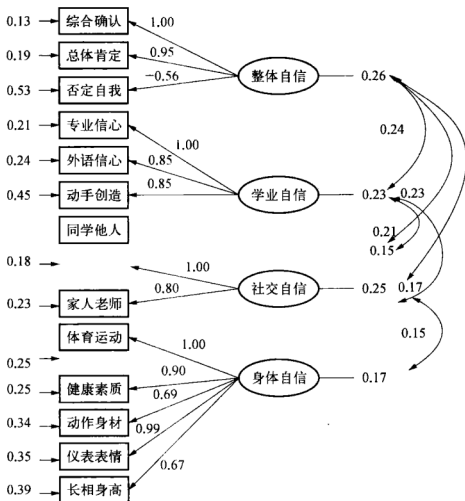 0.13 综合确认 1.00
0.19 总体肯定 0.95 整体自信 0.26
0.53 否定自我 -0.56
0.21 专业信心 1.00 0.24
0.24 外语信心 0.85
0.45 动手创造 0.85 学业自信 0.23 0.23
同学他人 0.21
0.15
0.18 1.00
社交自信 0.25 0.17
0.23 家人老师 0.80
体育运动 1.00 0.15
0.25
0.25 健康素质 0.90 身体自信 0.17
0.69
0.34 动作身材 0.99
0.35 仪表表情 0.67
0.39 长相身高